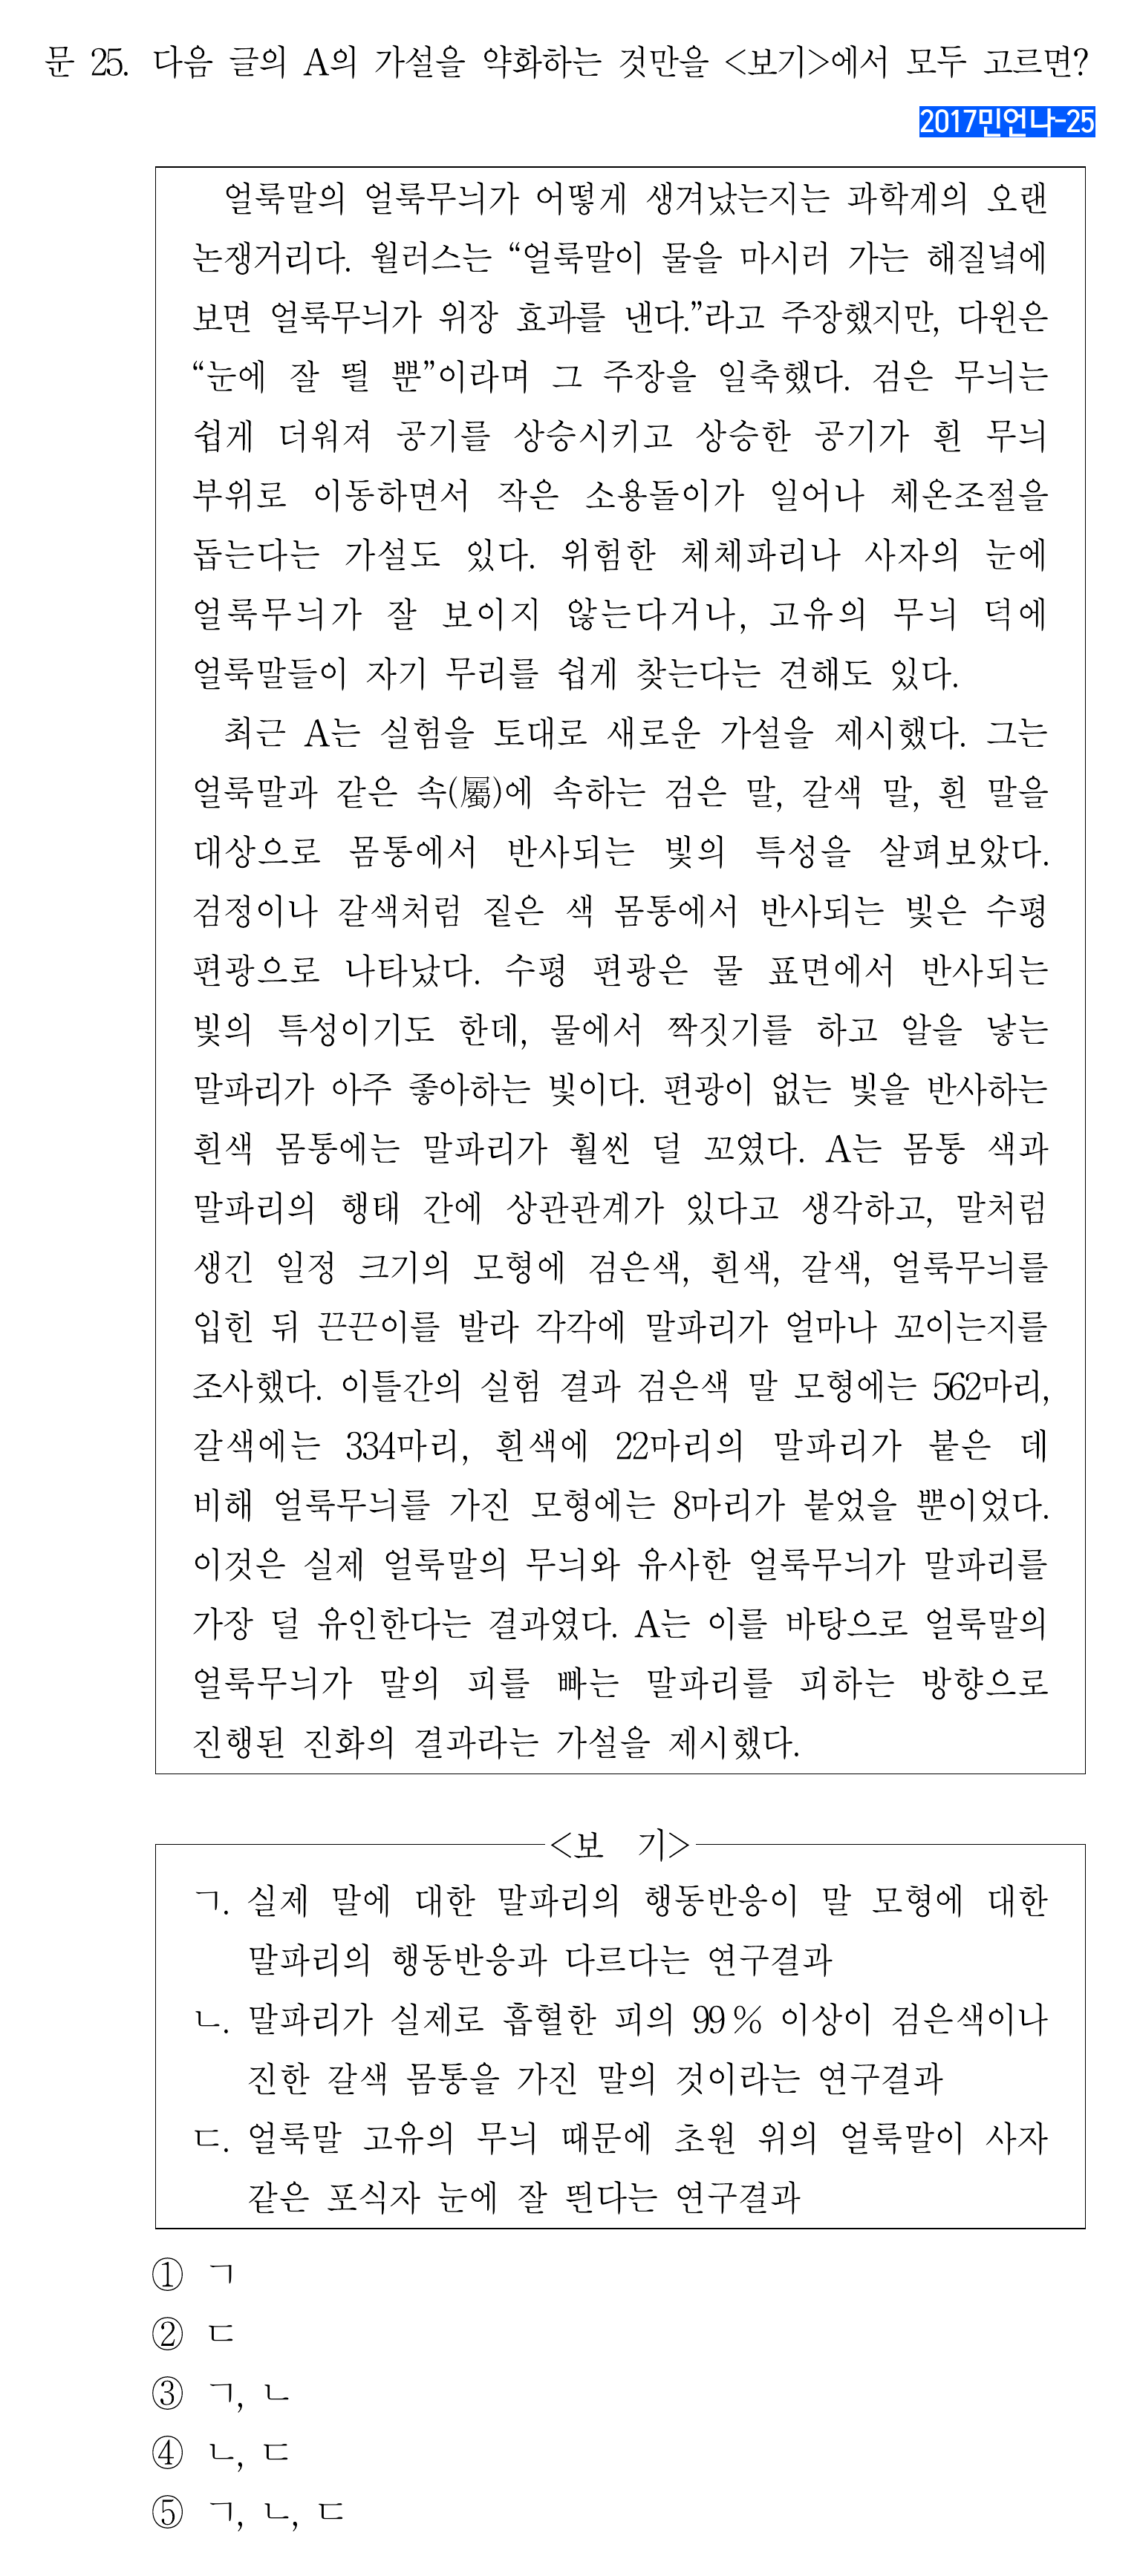 문 25. 다음 글의 A의 가설을 약화하는 것만을 <보기>에서 모두 고르면?
2017민언나-25
얼룩말의 얼룩무늬가 어떻게 생겨났는지는 과학계의 오랜
논쟁거리다. 월러스는 “얼룩말이 물을 마시러 가는 해질녘에
보면 얼룩무늬가 위장 효과를 낸다.”라고 주장했지만, 다윈은
“눈에 잘 띌 뿐”이라며 그 주장을 일축했다. 검은 무늬는
쉽게 더워져 공기를 상승시키고 상승한 공기가 흰 무늬
부위로 이동하면서 작은 소용돌이가 일어나 체온조절을
돕는다는 가설도 있다. 위험한 체체파리나 사자의 눈에
얼룩무늬가 잘 보이지 않는다거나, 고유의 무늬 덕에
얼룩말들이 자기 무리를 쉽게 찾는다는 견해도 있다.
최근 A는 실험을 토대로 새로운 가설을 제시했다. 그는
얼룩말과 같은 속(屬)에 속하는 검은 말, 갈색 말, 흰 말을
대상으로 몸통에서 반사되는 빛의 특성을 살펴보았다.
검정이나 갈색처럼 짙은 색 몸통에서 반사되는 빛은 수평
편광으로 나타났다. 수평 편광은 물 표면에서 반사되는
빛의 특성이기도 한데, 물에서 짝짓기를 하고 알을 낳는
말파리가 아주 좋아하는 빛이다. 편광이 없는 빛을 반사하는
흰색 몸통에는 말파리가 훨씬 덜 꼬였다. A는 몸통 색과
말파리의 행태 간에 상관관계가 있다고 생각하고, 말처럼
생긴 일정 크기의 모형에 검은색, 흰색, 갈색, 얼룩무늬를
입힌 뒤 끈끈이를 발라 각각에 말파리가 얼마나 꼬이는지를
조사했다. 이틀간의 실험 결과 검은색 말 모형에는 562마리,
갈색에는 334마리, 흰색에 22마리의 말파리가 붙은 데
비해 얼룩무늬를 가진 모형에는 8마리가 붙었을 뿐이었다.
이것은 실제 얼룩말의 무늬와 유사한 얼룩무늬가 말파리를
가장 덜 유인한다는 결과였다. A는 이를 바탕으로 얼룩말의
얼룩무늬가 말의 피를 빠는 말파리를 피하는 방향으로
진행된 진화의 결과라는 가설을 제시했다.
<보 기>
ㄱ. 실제 말에 대한 말파리의 행동반응이 말 모형에 대한
말파리의 행동반응과 다르다는 연구결과
ㄴ. 말파리가 실제로 흡혈한 피의 99% 이상이 검은색이나
진한 갈색 몸통을 가진 말의 것이라는 연구결과
ㄷ. 얼룩말 고유의 무늬 때문에 초원 위의 얼룩말이 사자
같은 포식자 눈에 잘 띈다는 연구결과
① ㄱ
② ㄷ
③ ㄱ, ㄴ
④ ㄴ, ㄷ
⑤ ㄱ, ㄴ, ㄷ